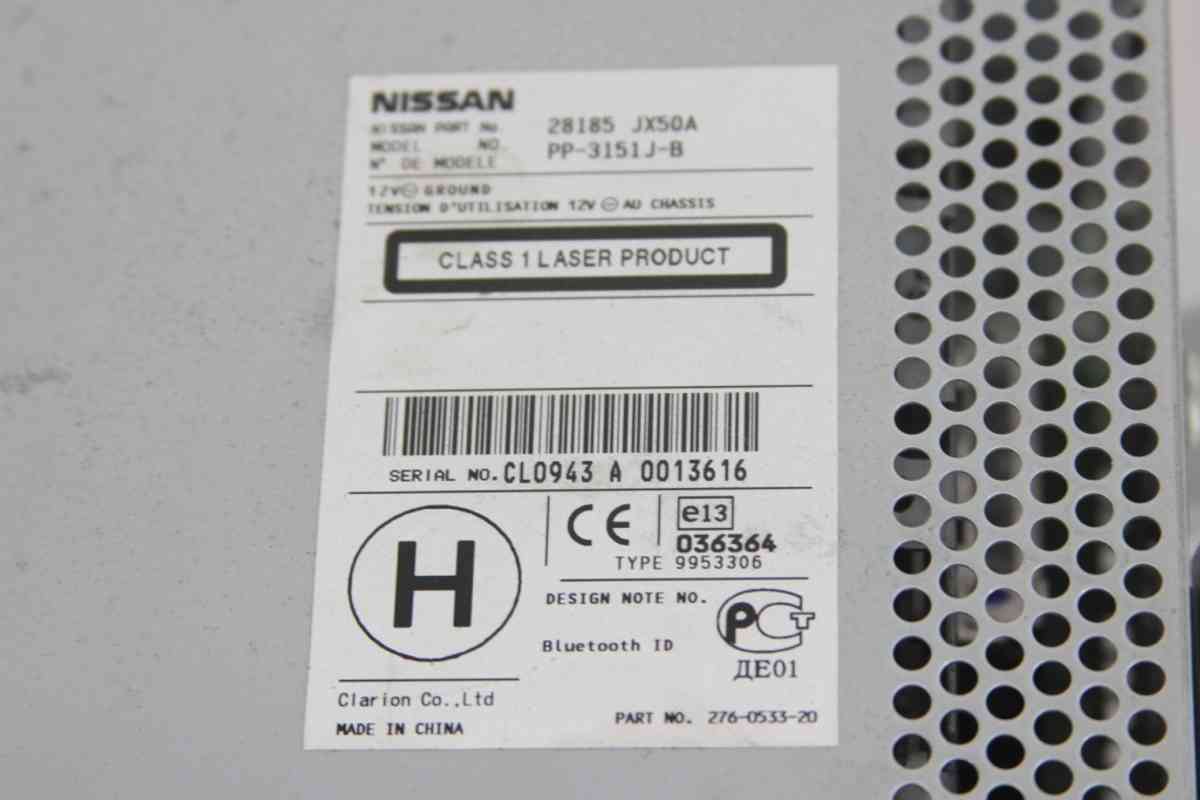 NISSAN
NISSAN PART No. 28185 JX50A
MODEL NO. PP-3151J-B
N° DE MODELE
12V⊖GROUND
TENSION D'UTILISATION 12V ⊖ AU CHASSIS
CLASS 1 LASER PRODUCT
SERIAL NO. CL0943 A 0013616
H
CE
e13
036364
TYPE 9953306
DESIGN NOTE NO.
PCT
Bluetooth ID
ДЕ01
Clarion Co.,Ltd
MADE IN CHINA
PART NO. 276-0533-20